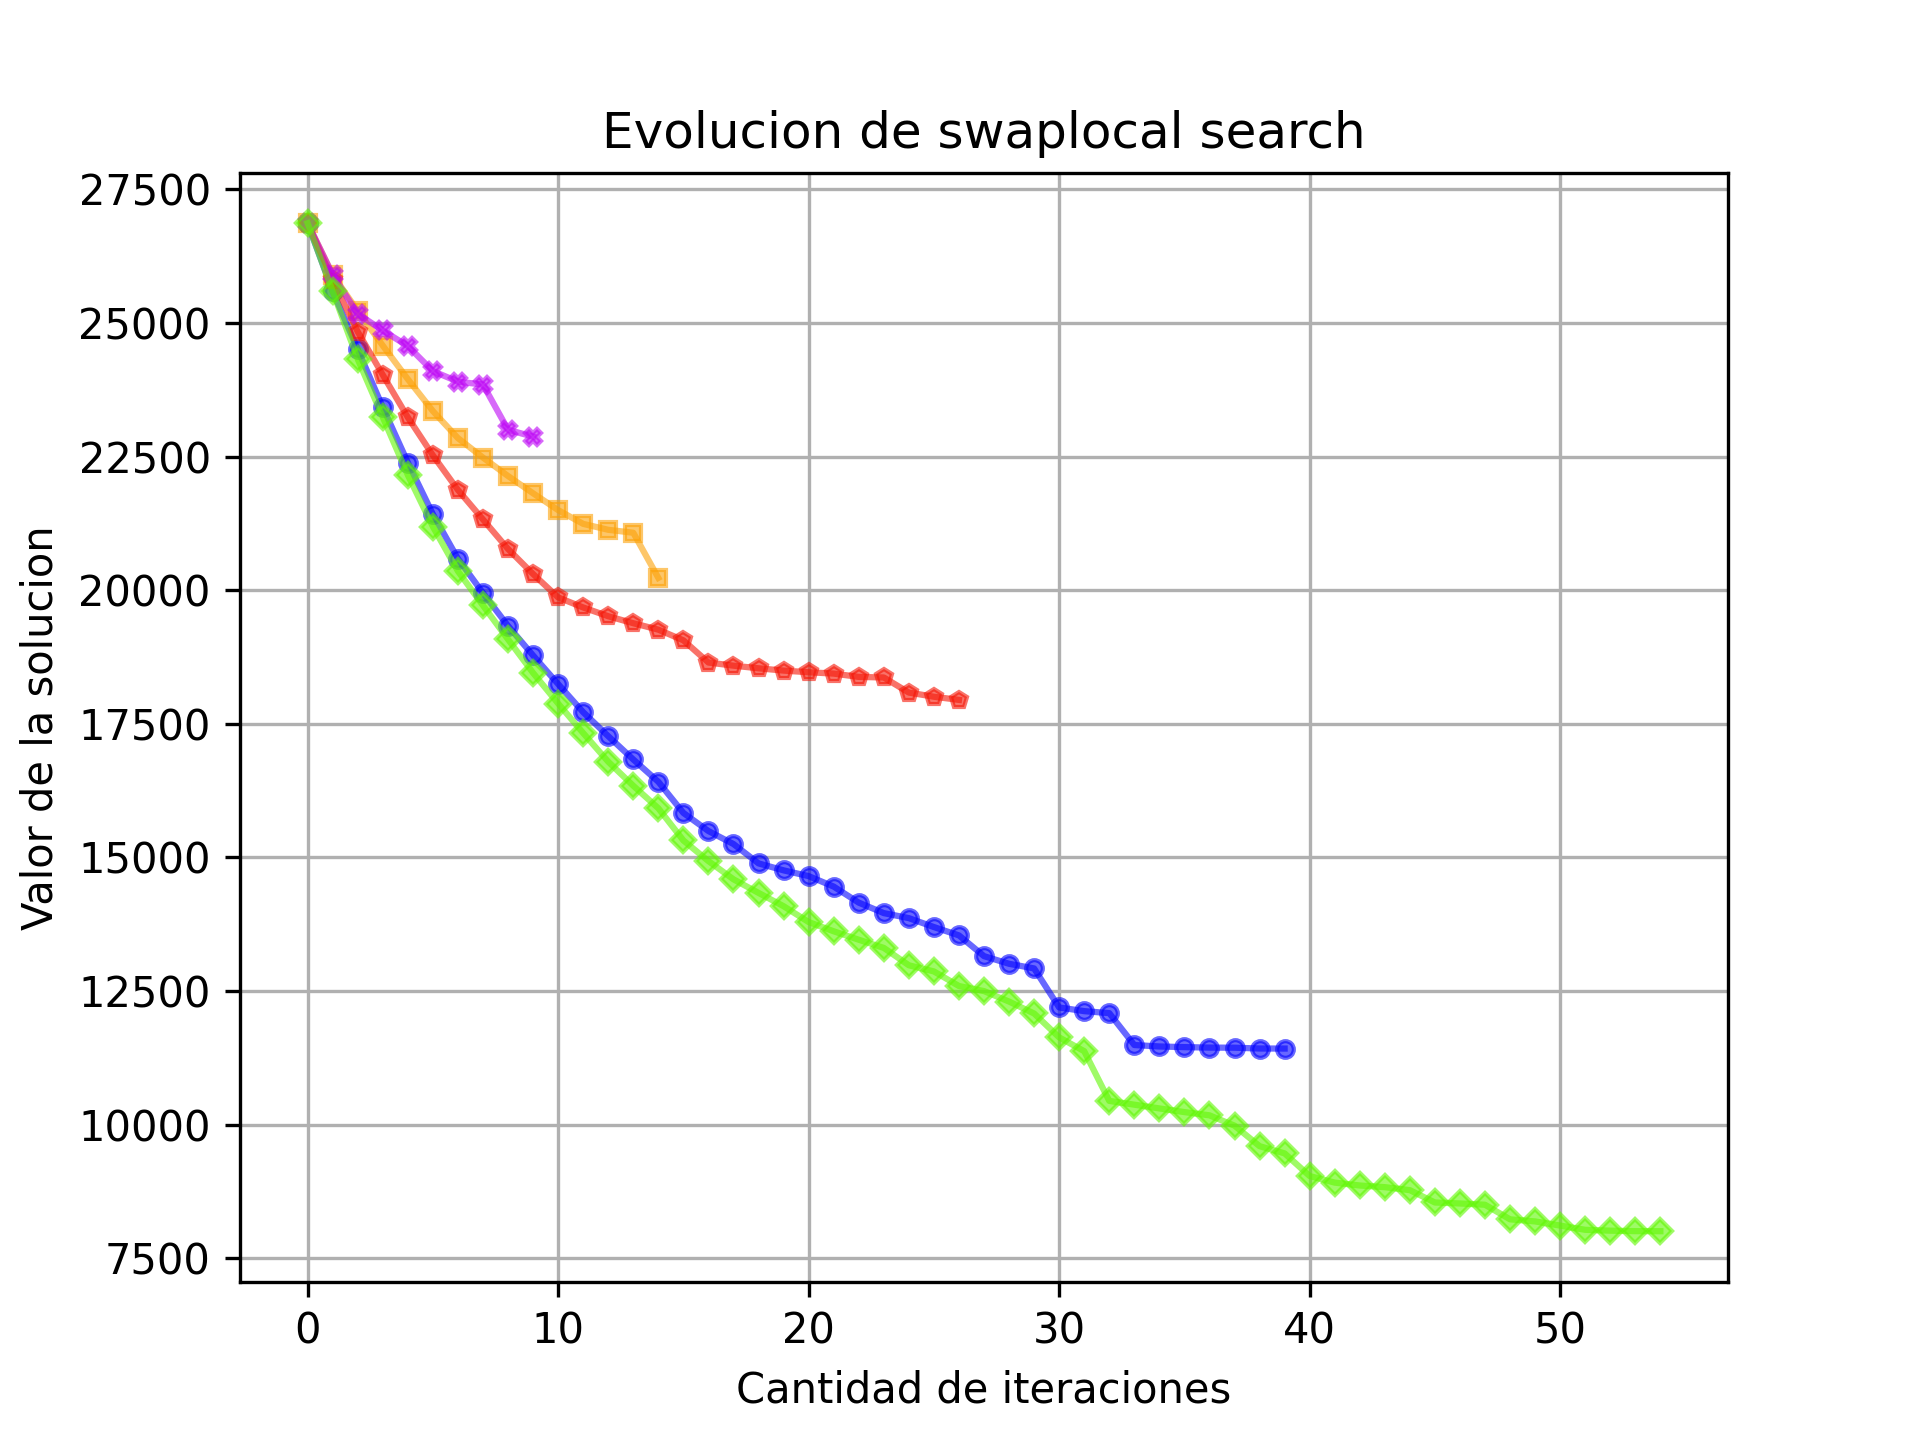 Evolucion de swaplocal search
27500
25000
22500
20000
17500
15000
12500
10000
7500
Valor de la solucion
0 10 20 30 40 50
Cantidad de iteraciones